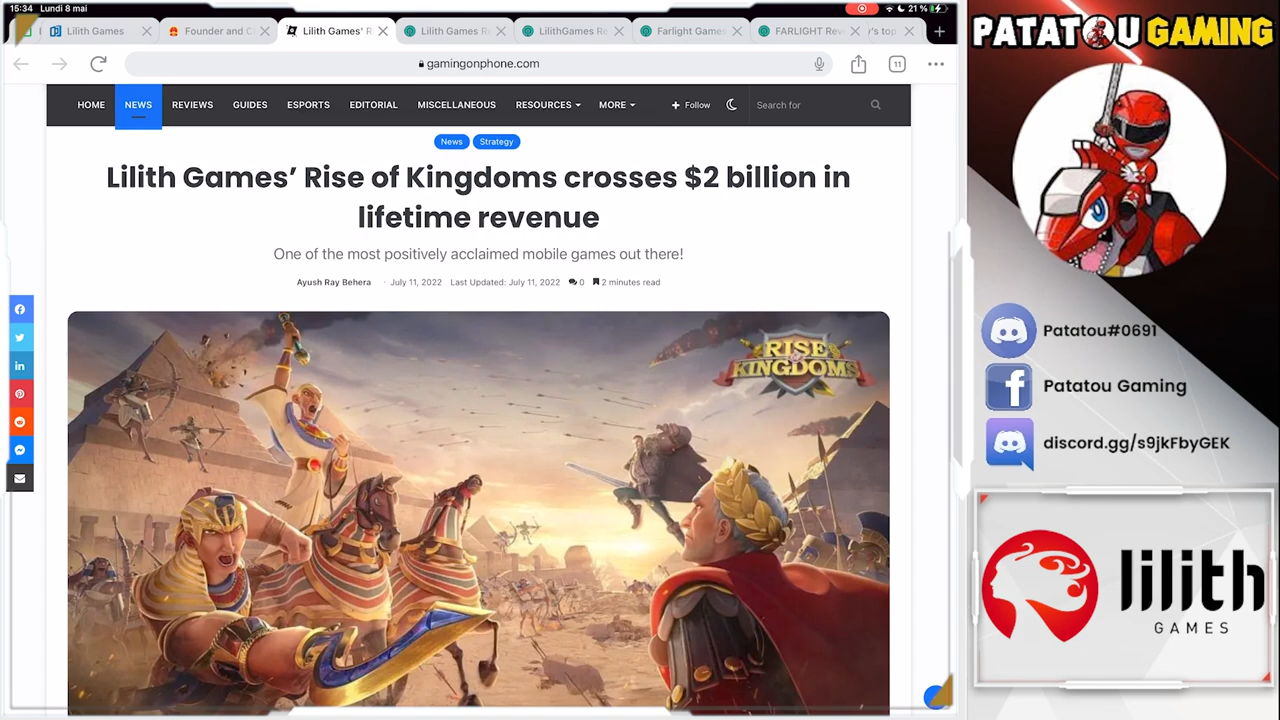 15:34 Lundi 8 mai
21 %
Lilith Games
Founder and C
Lilith Games' R
Lilith Games R
LilithGames Re
Farlight Game
FARLIGHT Rev
's top
gamingonphone.com
11
HOME
NEWS
REVIEWS
GUIDES
ESPORTS
EDITORIAL
MISCELLANEOUS
RESOURCES
MORE
Follow
Search for
News
Strategy
Lilith Games’ Rise of Kingdoms crosses $2 billion in
lifetime revenue
One of the most positively acclaimed mobile games out there!
Ayush Ray Behera · July 11, 2022 Last Updated: July 11, 2022 0 2 minutes read
RISE
OF
KINGDOMS
PATATOU GAMING
Patatou#0691
Patatou Gaming
discord.gg/s9jkFbyGEK
lilith
GAMES